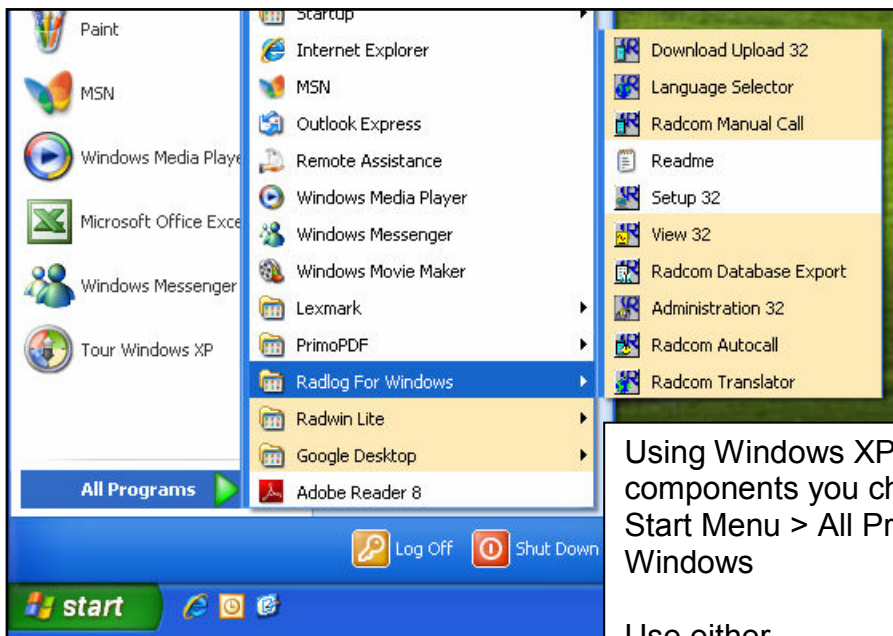 Paint
MSN
Windows Media Playe
Microsoft Office Exce
Windows Messenger
Tour Windows XP
All Programs
Startup
Internet Explorer
MSN
Outlook Express
Remote Assistance
Windows Media Player
Windows Messenger
Windows Movie Maker
Lexmark
PrimoPDF
Radlog For Windows
Radwin Lite
Google Desktop
Adobe Reader 8
Download Upload 32
Language Selector
Radcom Manual Call
Readme
Setup 32
View 32
Radcom Database Export
Administration 32
Radcom Autocall
Radcom Translator
Using Windows XP
components you ch
Start Menu > All Pr
Windows
Use either
Log Off
Shut Down
start